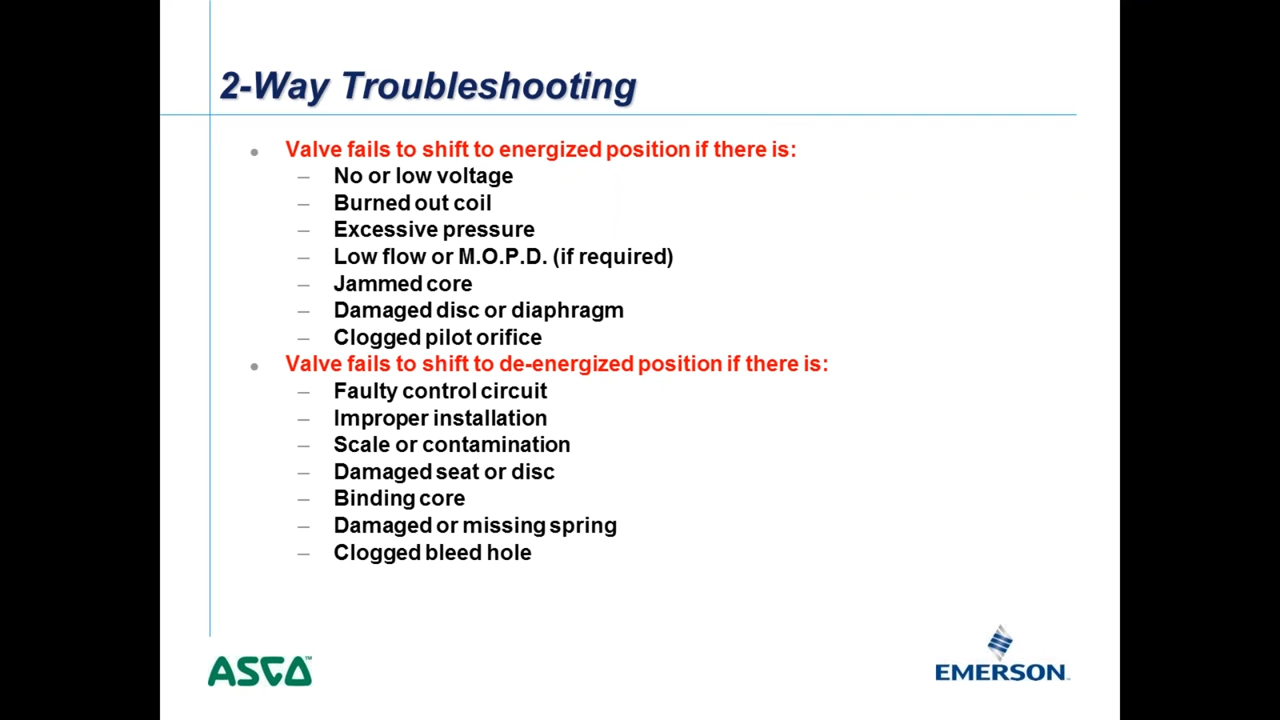 2-Way Troubleshooting
• Valve fails to shift to energized position if there is:
– No or low voltage
– Burned out coil
– Excessive pressure
– Low flow or M.O.P.D. (if required)
– Jammed core
– Damaged disc or diaphragm
– Clogged pilot orifice
• Valve fails to shift to de-energized position if there is:
– Faulty control circuit
– Improper installation
– Scale or contamination
– Damaged seat or disc
– Binding core
– Damaged or missing spring
– Clogged bleed hole
ASCO™
EMERSON™